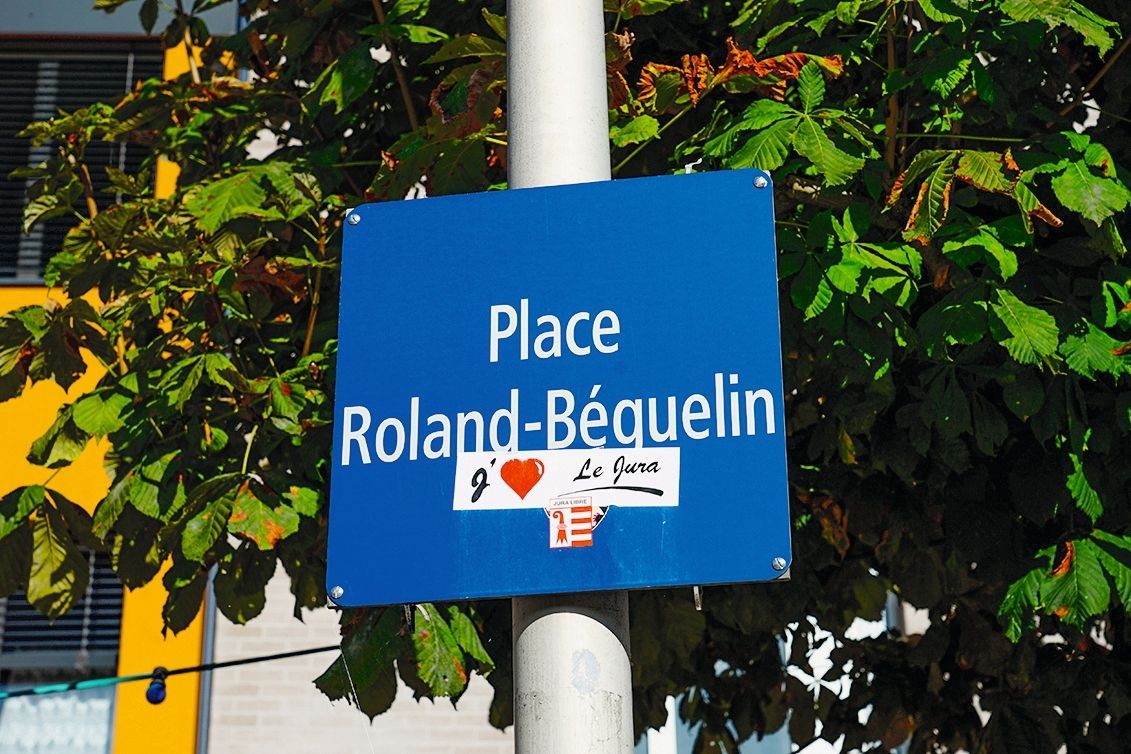 Place
Roland-Béguelin
J'❤ Le Jura
JURA LIBRE